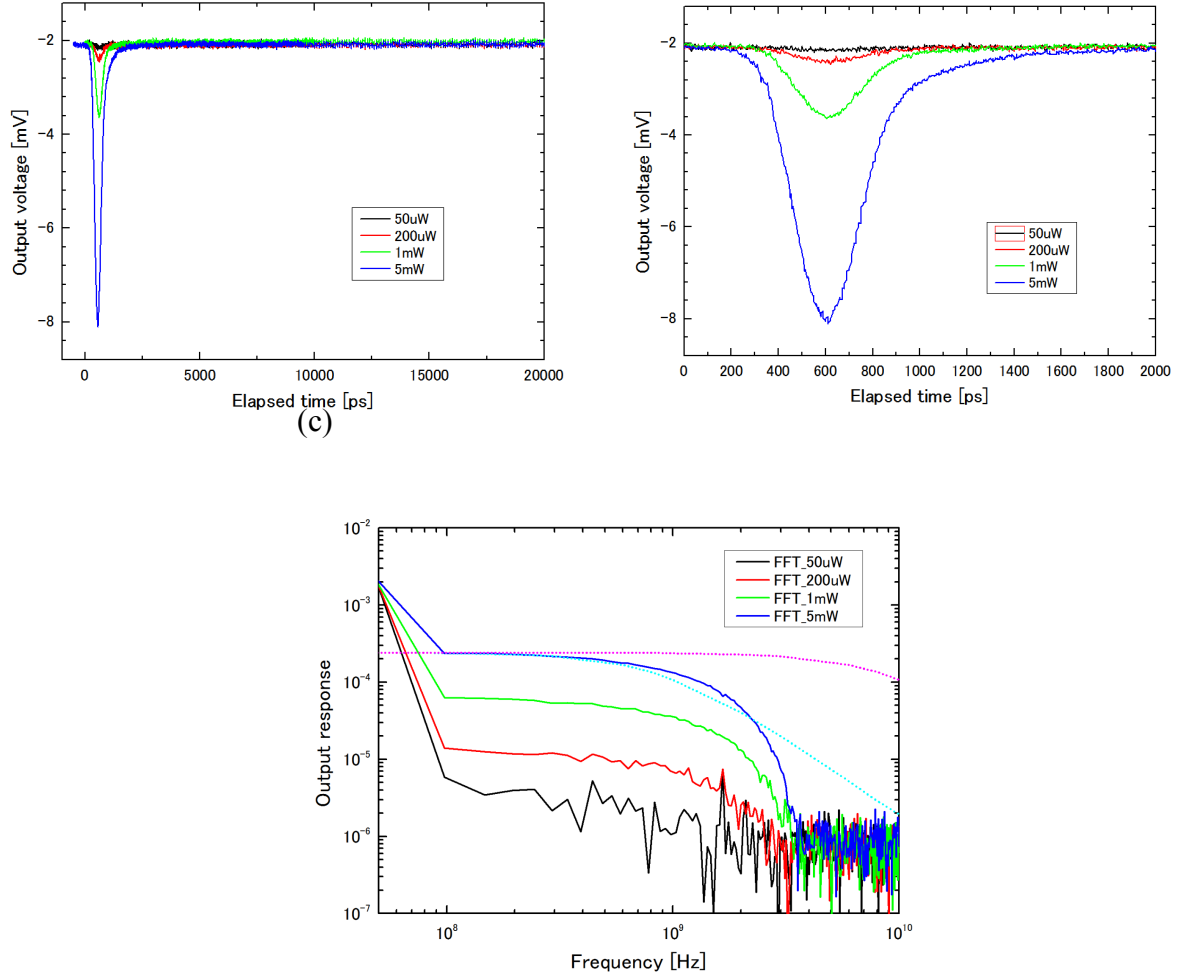 Output voltage [mV]
−2
−4
−6
−8
50uW
200uW
1mW
5mW
0 5000 10000 15000 20000
Elapsed time [ps]
(c)
Output voltage [mV]
−2
−4
−6
−8
50uW
200uW
1mW
5mW
0 200 400 600 800 1000 1200 1400 1600 1800 2000
Elapsed time [ps]
Output response
10⁻²
10⁻³
10⁻⁴
10⁻⁵
10⁻⁶
10⁻⁷
FFT_50uW
FFT_200uW
FFT_1mW
FFT_5mW
10⁸ 10⁹ 10¹⁰
Frequency [Hz]